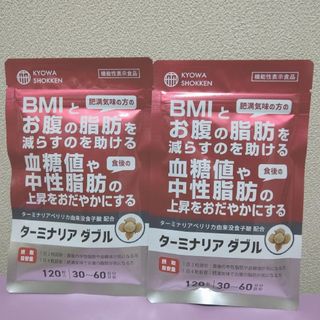 KYOWA
SHOKKEN
機能性表示食品
BMIと 肥満気味の方の
お腹の脂肪を
減らすのを助ける
血糖値や 食後の
中性脂肪の
上昇をおだやかにする
ターミナリアベリリカ由来没食子酸 配合
ターミナリア ダブル
120粒 30〜60日分
KYOWA
SHOKKEN
機能性表示食品
BMIと 肥満気味の方の
お腹の脂肪を
減らすのを助ける
血糖値や 食後の
中性脂肪の
上昇をおだやかにする
ターミナリアベリリカ由来没食子酸 配合
ターミナリア ダブル
120粒 30〜60日分